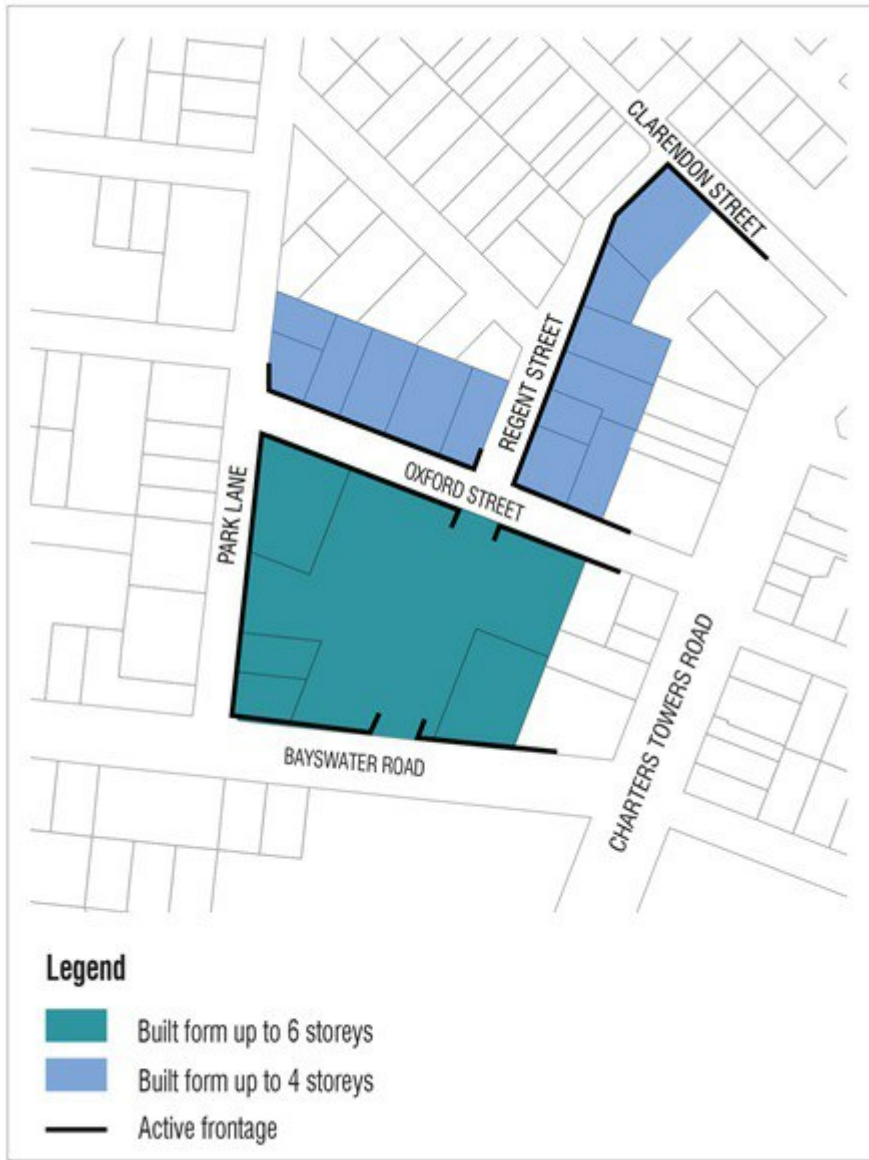 CLARENDON STREET
REGENT STREET
OXFORD STREET
PARK LANE
CHARTERS TOWERS ROAD
BAYSWATER ROAD
Legend
Built form up to 6 storeys
Built form up to 4 storeys
Active frontage